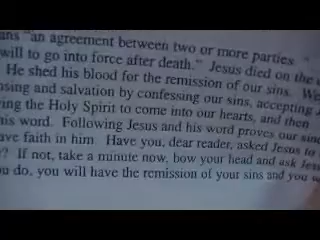 ans "an agreement between two or more parties
will to go into force after death." Jesus died on the
He shed his blood for the remission of our sins. We
sing and salvation by confessing our sins, accepting
ing the Holy Spirit to come into our hearts, and then
his word. Following Jesus and his word proves our
ave faith in him. Have you, dear reader, asked Jesus to
? If not, take a minute now, bow your head and ask
u do, you will have the remission of your sins and you